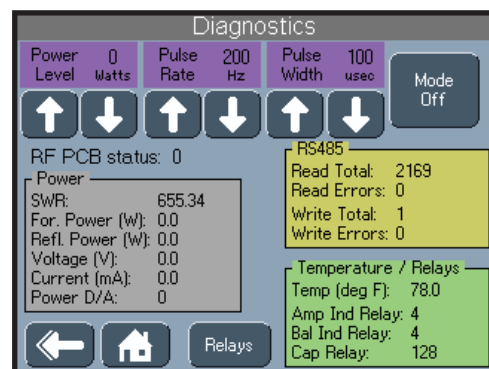 Diagnostics
Power Level 0 Watts
Pulse Rate 200 Hz
Pulse Width 100 usec
Mode Off
RF PCB status: 0
Power
SWR: 655.34
For. Power (W): 0.0
Refl. Power (W): 0.0
Voltage (V): 0.0
Current (mA): 0.0
Power D/A: 0
RS485
Read Total: 2169
Read Errors: 0
Write Total: 1
Write Errors: 0
Temperature / Relays
Temp (deg F): 78.0
Amp Ind Relay: 4
Bal Ind Relay: 4
Cap Relay: 128
Relays